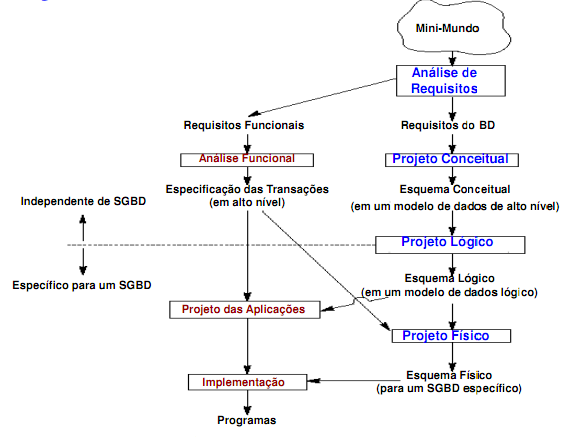 Mini-Mundo
Análise de
Requisitos
Requisitos Funcionais
Requisitos do BD
Análise Funcional
Projeto Conceitual
Especificação das Transações
(em alto nível)
Esquema Conceitual
(em um modelo de dados de alto nível)
Independente de SGBD
Projeto Lógico
Específico para um SGBD
Esquema Lógico
(em um modelo de dados lógico)
Projeto das Aplicações
Projeto Físico
Esquema Físico
(para um SGBD específico)
Implementação
Programas